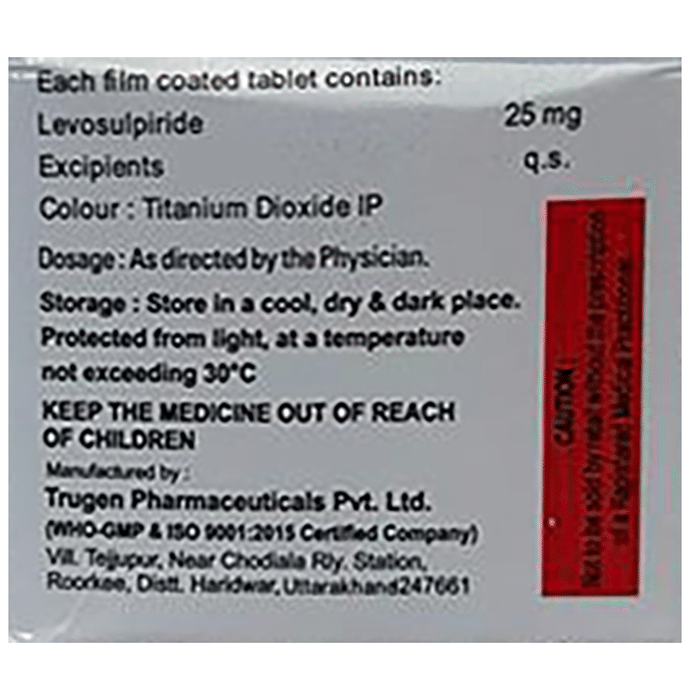 Each film coated tablet contains:
Levosulpiride 25 mg
Excipients q.s.
Colour : Titanium Dioxide IP
Dosage : As directed by the Physician.
Storage : Store in a cool, dry & dark place.
Protected from light, at a temperature
not exceeding 30°C
KEEP THE MEDICINE OUT OF REACH
OF CHILDREN
Manufactured by :
Trugen Pharmaceuticals Pvt. Ltd.
(WHO-GMP & ISO 9001:2015 Certified Company)
Vill. Tejjupur, Near Chodiala Rly. Station,
Roorkee, Distt. Haridwar, Uttarakhand247661
CAUTION :
Not to be sold by retail without the prescription
of a Registered Medical Practitioner